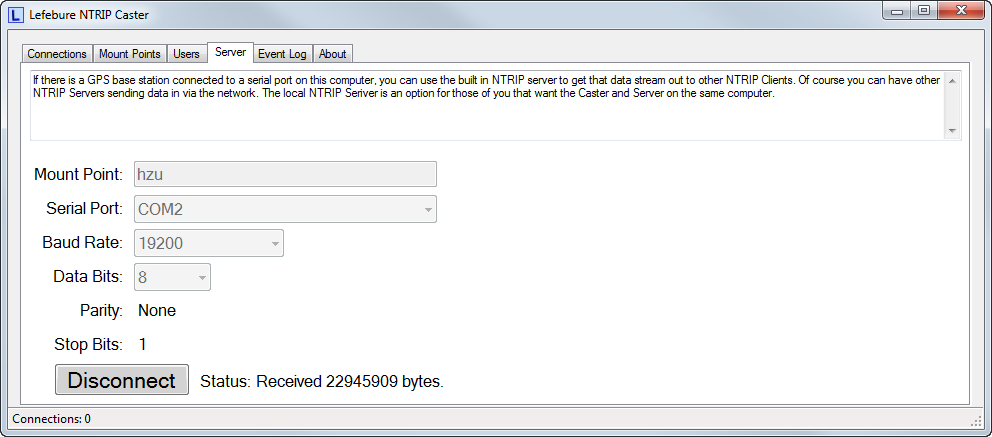 Lefebure NTRIP Caster
Connections Mount Points Users Server Event Log About
If there is a GPS base station connected to a serial port on this computer, you can use the built in NTRIP server to get that data stream out to other NTRIP Clients. Of course you can have other
NTRIP Servers sending data in via the network. The local NTRIP Seriver is an option for those of you that want the Caster and Server on the same computer.
Mount Point: hzu
Serial Port: COM2
Baud Rate: 19200
Data Bits: 8
Parity: None
Stop Bits: 1
Disconnect Status: Received 22945909 bytes.
Connections: 0